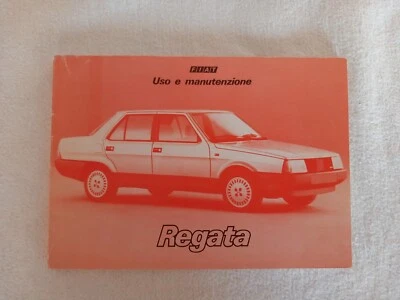 FIAT
Uso e manutenzione
Regata